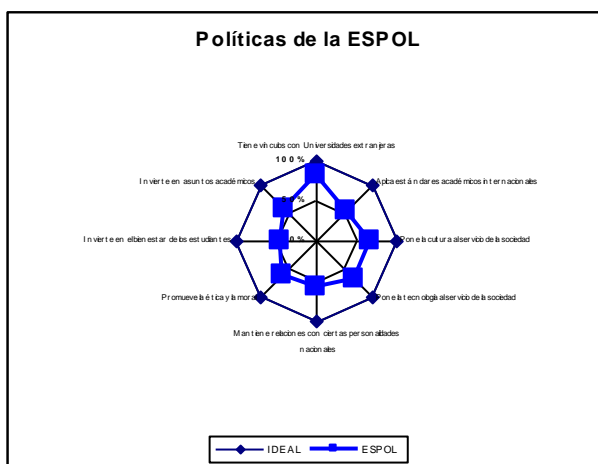 Políticas de la ESPOL
Tiene vínculos con Universidades extranjeras
100%
Invierte en asuntos académicos
Aplica estándares académicos internacionales
50%
Invierte en el bienestar de los estudiantes
0%
Pone la cultura al servicio de la sociedad
Promueve la ética y la moral
Pone la tecnología al servicio de la sociedad
Mantiene relaciones con ciertas personalidades
nacionales
IDEAL
ESPOL